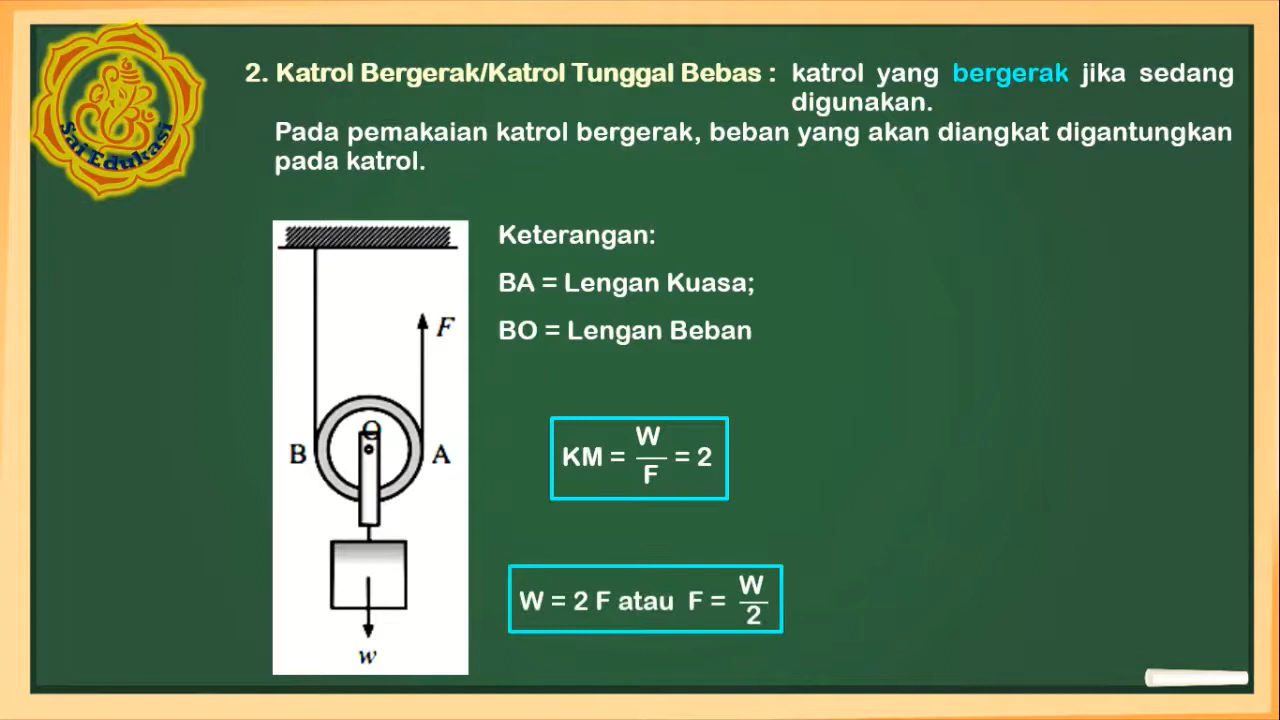 Sai Edukasi
2. Katrol Bergerak/Katrol Tunggal Bebas : katrol yang bergerak jika sedang
digunakan.
Pada pemakaian katrol bergerak, beban yang akan diangkat digantungkan
pada katrol.
Keterangan:
BA = Lengan Kuasa;
BO = Lengan Beban
F
O
B
A
w
KM = W/F = 2
W = 2 F atau F = W/2